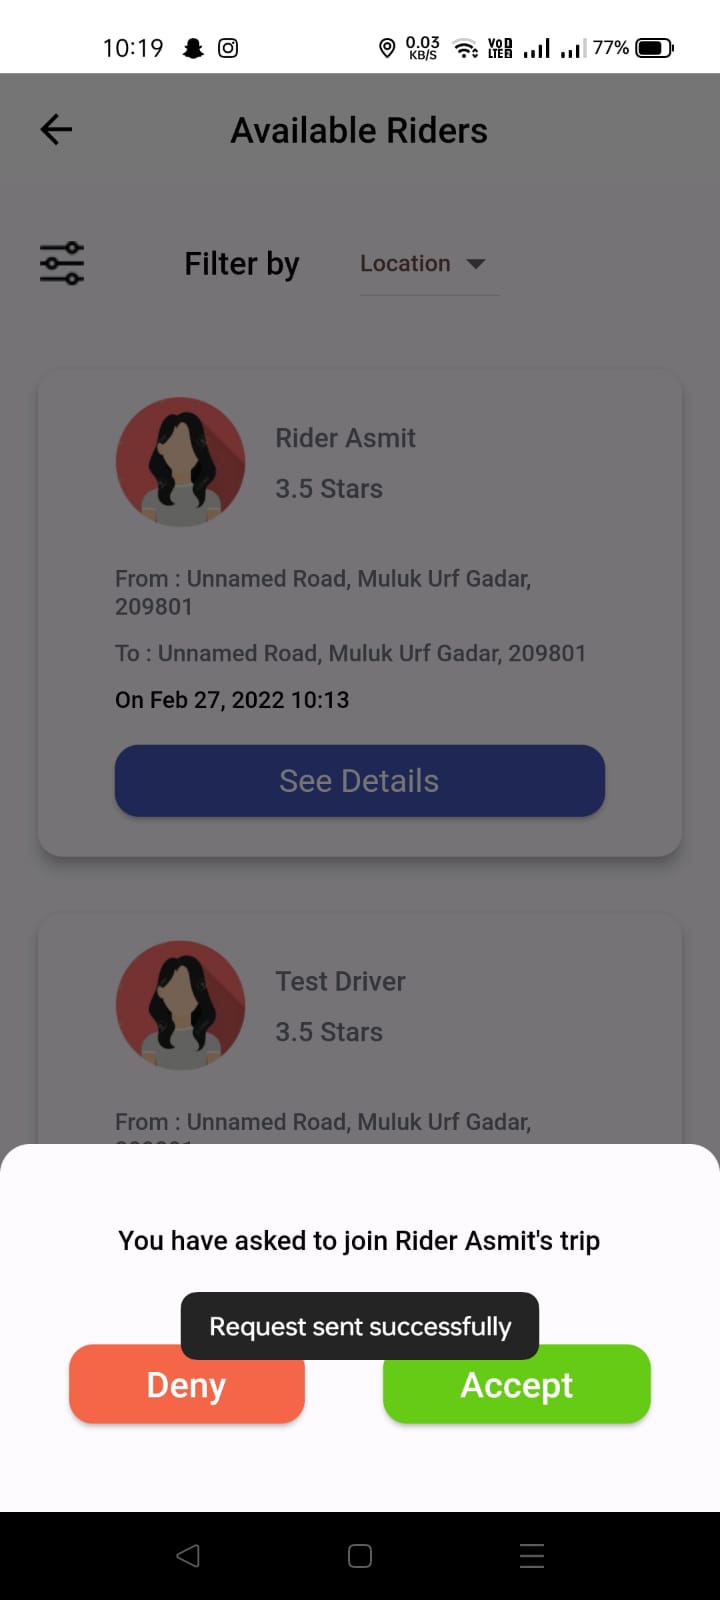 10:19
0.03
KB/S
VoD
LTE2
77%
Available Riders
Filter by
Location
Rider Asmit
3.5 Stars
From : Unnamed Road, Muluk Urf Gadar,
209801
To : Unnamed Road, Muluk Urf Gadar, 209801
On Feb 27, 2022 10:13
See Details
Test Driver
3.5 Stars
From : Unnamed Road, Muluk Urf Gadar,
You have asked to join Rider Asmit's trip
Request sent successfully
Deny
Accept